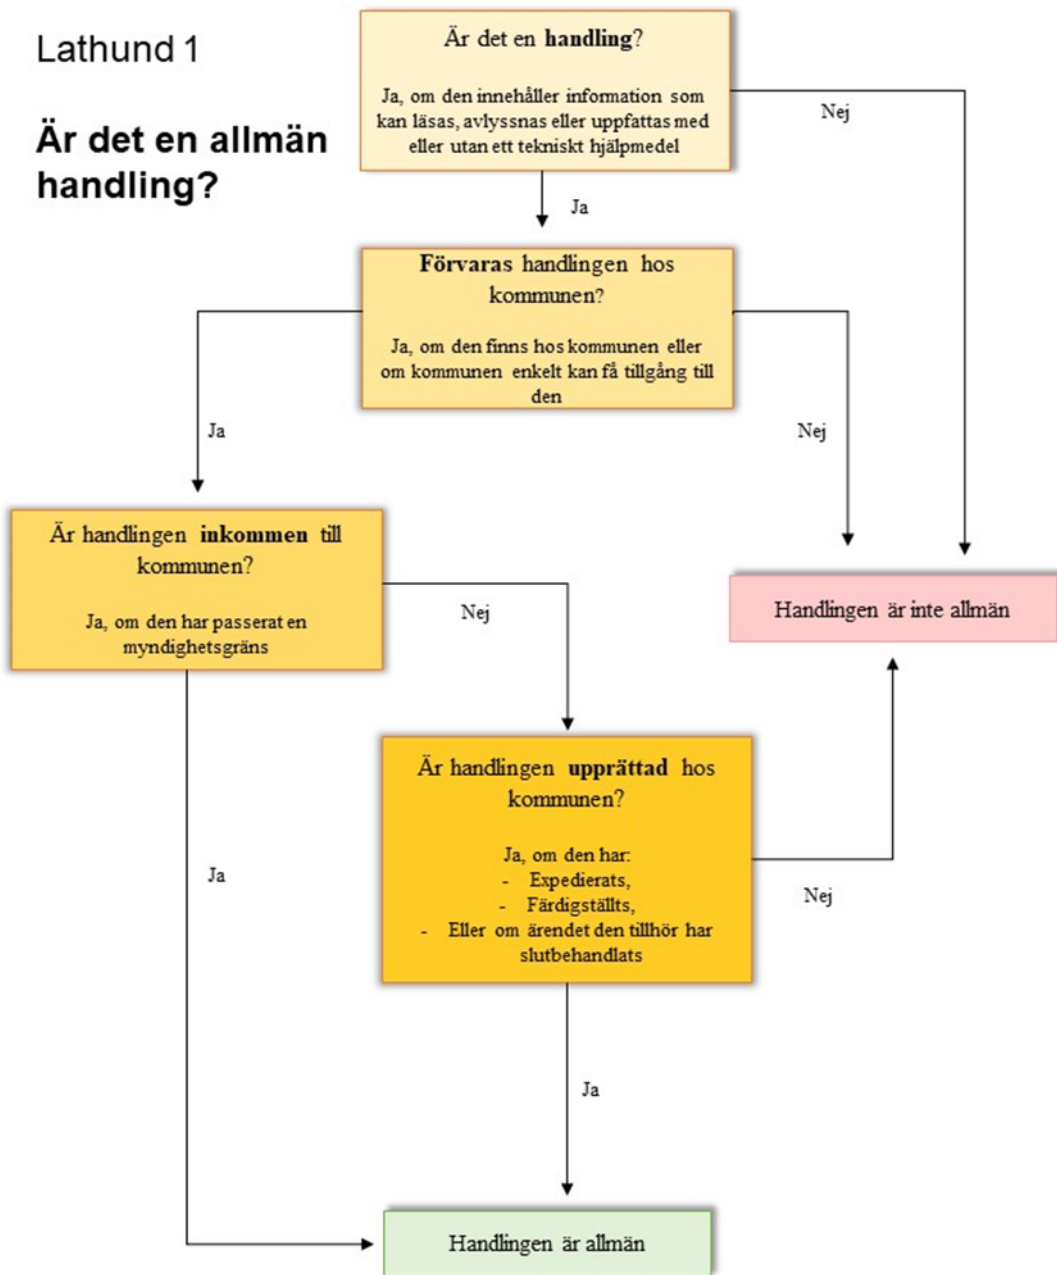 Lathund 1
Är det en allmän
handling?
Är det en handling?
Ja, om den innehåller information som
kan läsas, avlyssnas eller uppfattas med
eller utan ett tekniskt hjälpmedel
Nej
Ja
Förvaras handlingen hos
kommunen?
Ja, om den finns hos kommunen eller
om kommunen enkelt kan få tillgång till
den
Ja
Nej
Är handlingen inkommen till
kommunen?
Ja, om den har passerat en
myndighetsgräns
Nej
Handlingen är inte allmän
Är handlingen upprättad hos
kommunen?
Ja, om den har:
- Expedierats,
- Färdigställts,
- Eller om ärendet den tillhör har
slutbehandlats
Ja
Nej
Ja
Handlingen är allmän